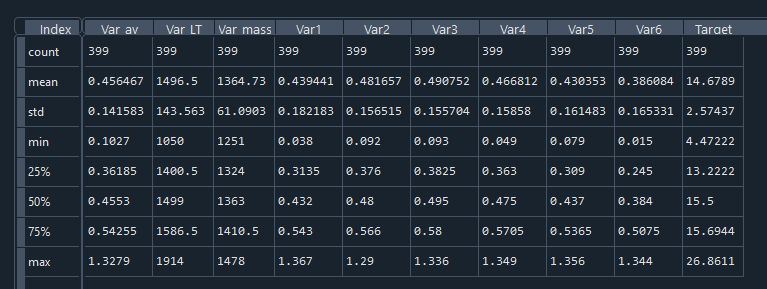 Index Var_av Var_LT Var_mass Var1 Var2 Var3 Var4 Var5 Var6 Target
count 399 399 399 399 399 399 399 399 399 399
mean 0.456467 1496.5 1364.73 0.439441 0.481657 0.490752 0.466812 0.430353 0.386084 14.6789
std 0.141583 143.563 61.0903 0.182183 0.156515 0.155704 0.15858 0.161483 0.165331 2.57437
min 0.1027 1050 1251 0.038 0.092 0.093 0.049 0.079 0.015 4.47222
25% 0.36185 1400.5 1324 0.3135 0.376 0.3825 0.363 0.309 0.245 13.2222
50% 0.4553 1499 1363 0.432 0.48 0.495 0.475 0.437 0.384 15.5
75% 0.54255 1586.5 1410.5 0.543 0.566 0.58 0.5705 0.5365 0.5075 15.6944
max 1.3279 1914 1478 1.367 1.29 1.336 1.349 1.356 1.344 26.8611